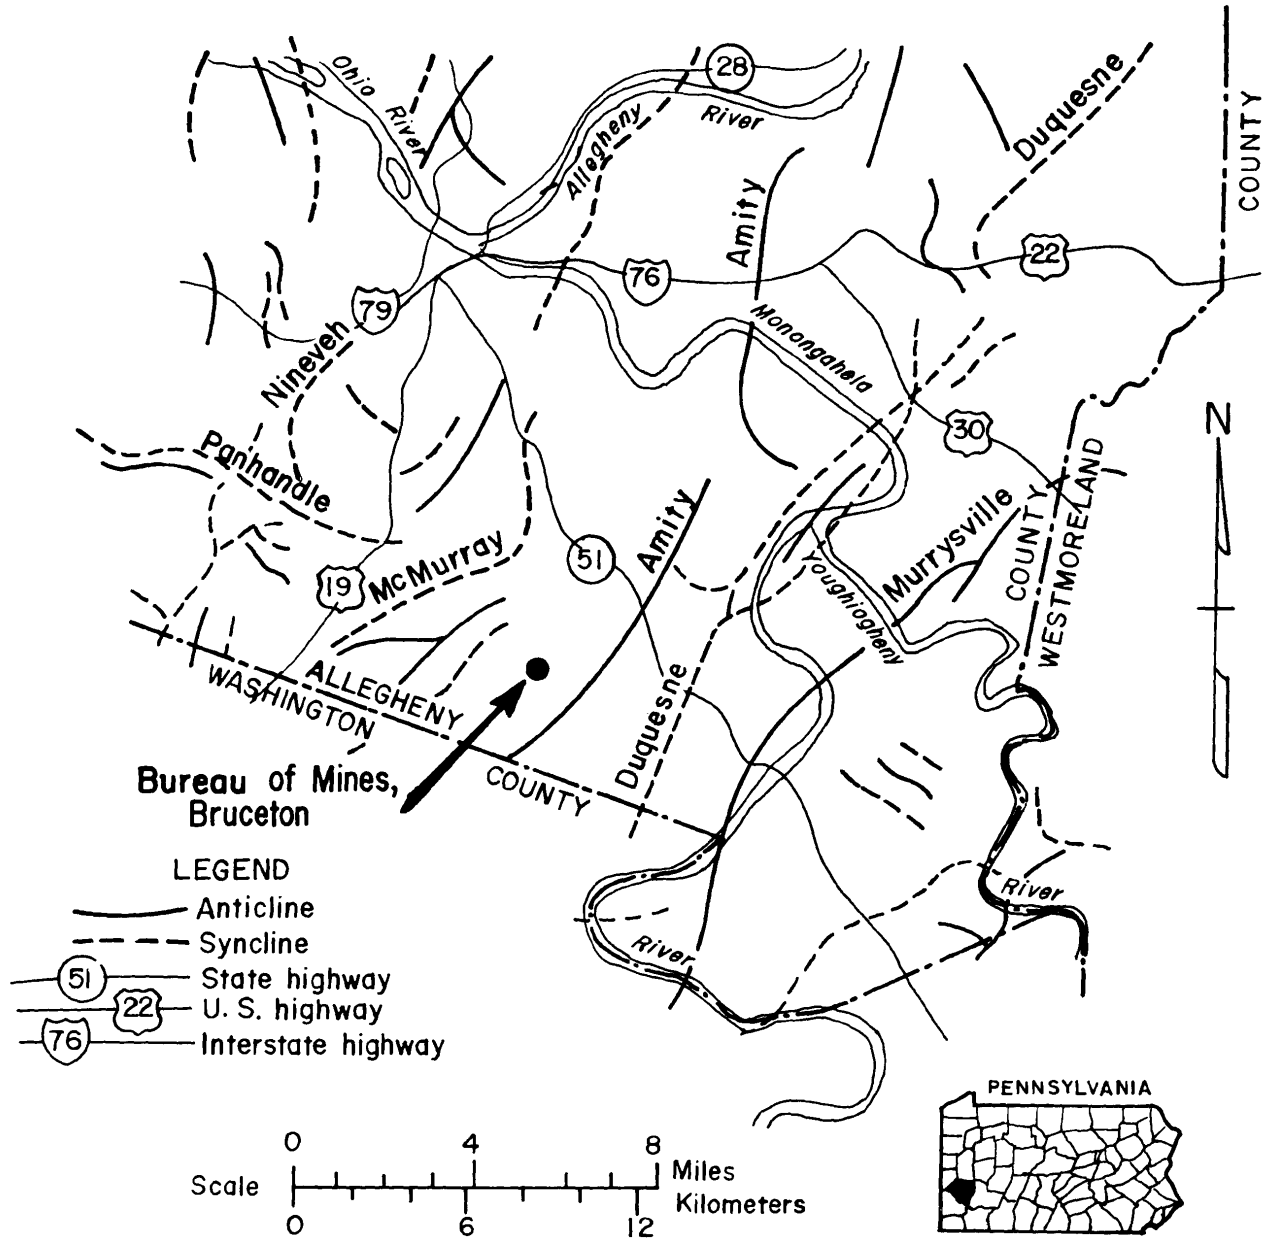 Ohio River
28
Allegheny
River
Duquesne
COUNTY
Amity
22
76
79
Nineveh
Monongahela
30
Panhandle
N
Amity
51
McMurray
19
Murrysville
COUNTY
WESTMORELAND
Youghiogheny
ALLEGHENY
WASHINGTON
COUNTY
Duquesne
Bureau of Mines,
Bruceton
River
River
LEGEND
Anticline
Syncline
51 State highway
22 U. S. highway
76 Interstate highway
PENNSYLVANIA
0 4 8
Scale
Miles
Kilometers
0 6 12